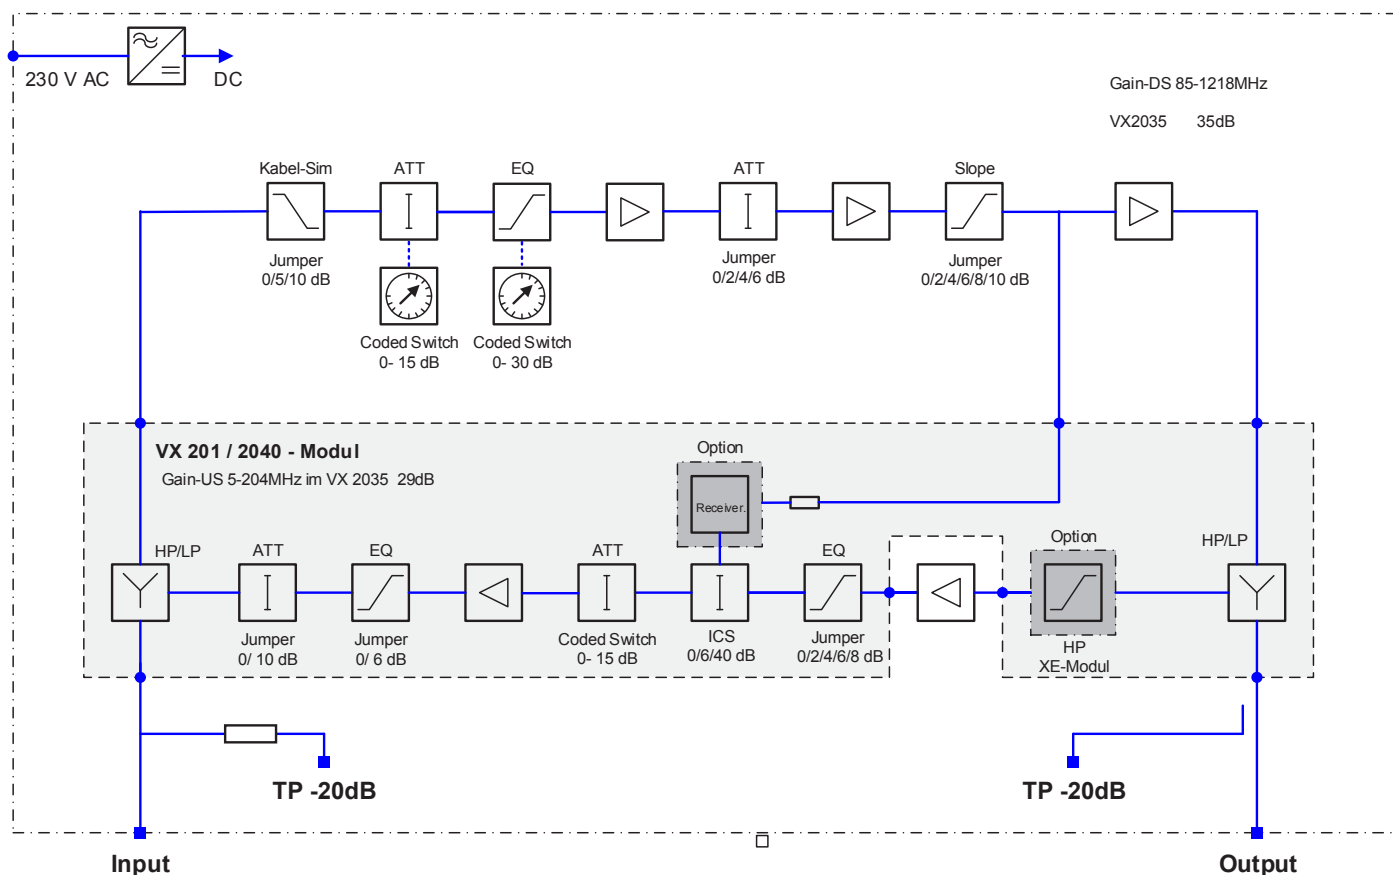 230 V AC
DC
Gain-DS 85-1218MHz
VX2035 35dB
Kabel-Sim
ATT
EQ
ATT
Slope
Jumper
0/5/10 dB
Jumper
0/2/4/6 dB
Jumper
0/2/4/6/8/10 dB
Coded Switch
0- 15 dB
Coded Switch
0- 30 dB
VX 201 / 2040 - Modul
Gain-US 5-204MHz im VX 2035 29dB
Option
Receiver.
HP/LP
ATT
EQ
ATT
EQ
Option
HP/LP
Jumper
0/ 10 dB
Jumper
0/ 6 dB
Coded Switch
0- 15 dB
ICS
0/6/40 dB
Jumper
0/2/4/6/8 dB
HP
XE-Modul
TP -20dB
TP -20dB
Input
Output